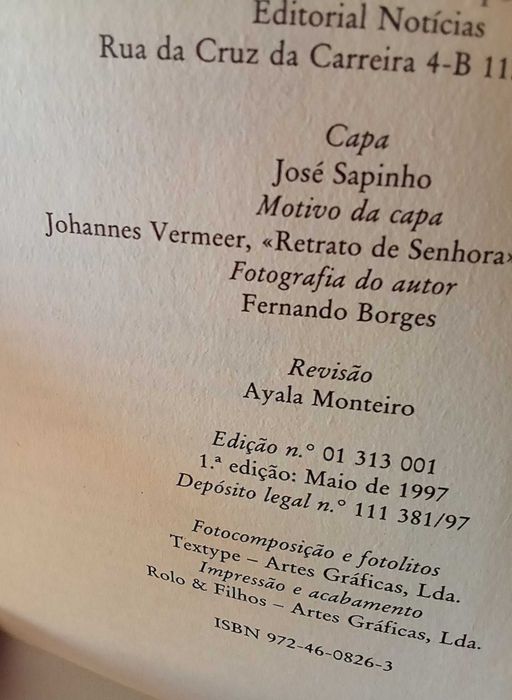 Editorial Notícias
Rua da Cruz da Carreira 4-B 11
Capa
José Sapinho
Motivo da capa
Johannes Vermeer, «Retrato de Senhora»
Fotografia do autor
Fernando Borges
Revisão
Ayala Monteiro
Edição n.° 01 313 001
1.ª edição: Maio de 1997
Depósito legal n.° 111 381/97
Fotocomposição e fotolitos
Textype – Artes Gráficas, Lda.
Impressão e acabamento
Rolo & Filhos – Artes Gráficas, Lda.
ISBN 972-46-0826-3